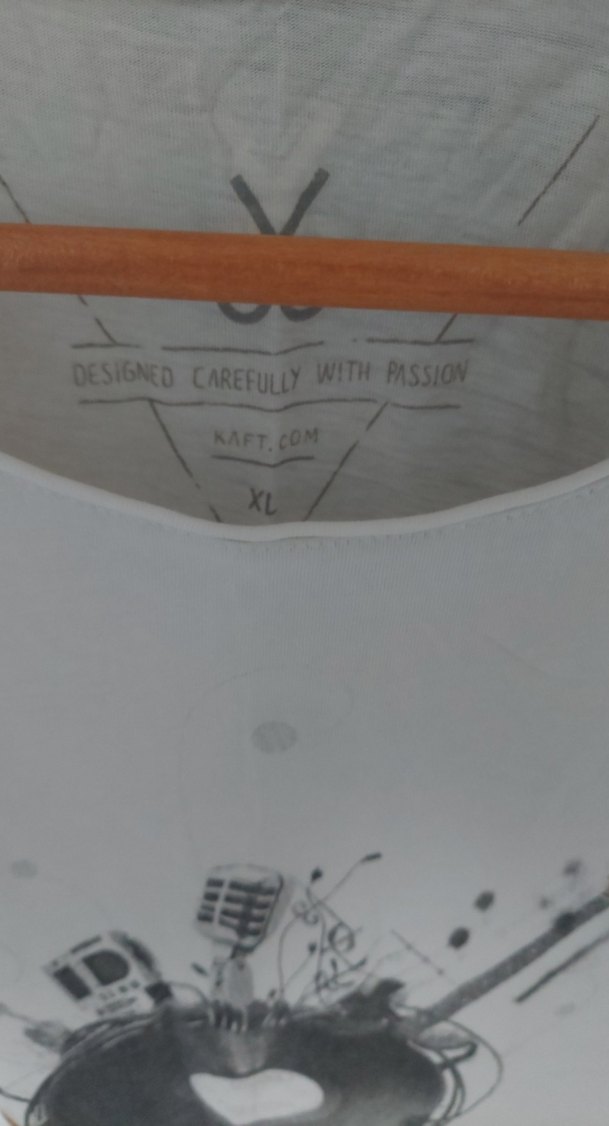 DESIGNED CAREFULLY WITH PASSION
KAFT.COM
XL